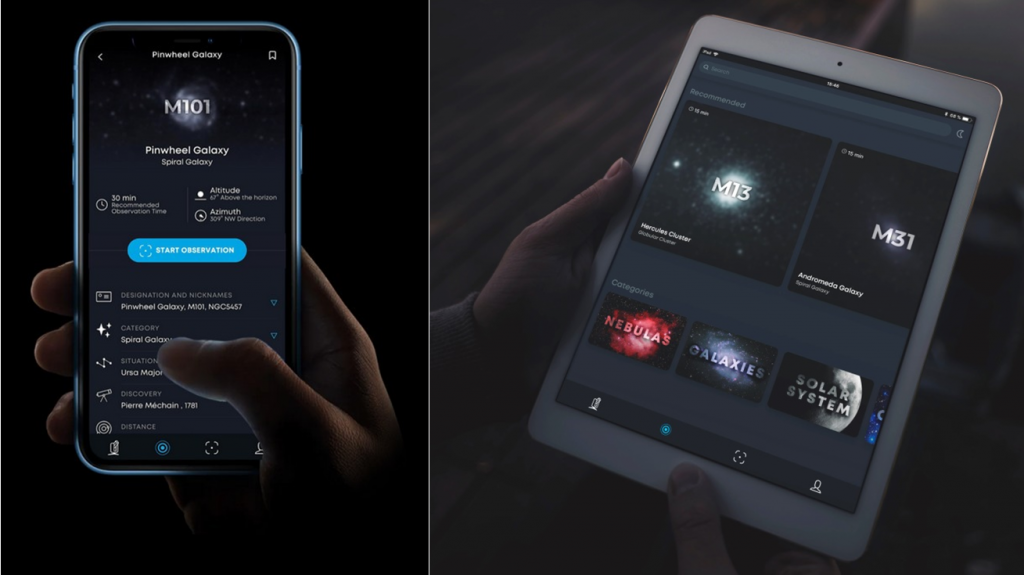 Pinwheel Galaxy
M101
Pinwheel Galaxy
Spiral Galaxy
30 min
Recommended
Observation Time
Altitude
67° Above the horizon
Azimuth
309° NW Direction
START OBSERVATION
DESIGNATION AND NICKNAMES
Pinwheel Galaxy, M101, NGC5457
CATEGORY
Spiral Galaxy
SITUATION
Ursa Major
DISCOVERY
Pierre Méchain , 1781
DISTANCE
iPad
Search
Recommended
15 min
M13
Hercules Cluster
Globular Cluster
15 min
M31
Andromeda Galaxy
Spiral Galaxy
Categories
NEBULAS
GALAXIES
SOLAR
SYSTEM